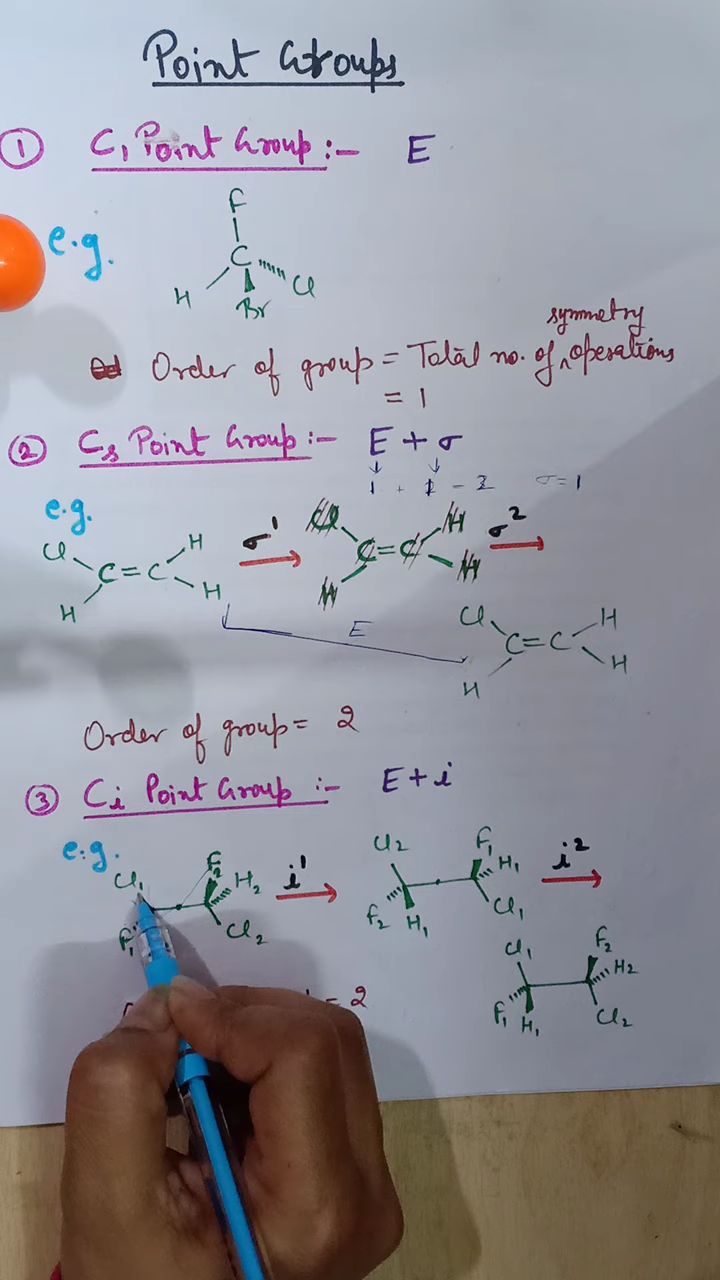 Point Groups
① C₁ Point Group :- E
e.g.
F
C
H Br Cl
symmetry
Order of group = Total no. of ∧ operations
= 1
② Cs Point Group :- E + σ
↓ ↓
1 + 1 - 2 σ=1
e.g.
Cl H σ¹ Cl H σ²
C=C C=C
H H H H
E
Cl H
C=C
H H
Order of group = 2
③ Ci Point Group :- E + i
e.g.
Cl₁ F₂ H₂ i¹ Cl₂ F₁ H₁ i²
F₁ Cl₂ F₂ H₁ Cl₁
Cl₁ F₂ H₂
F₁ H₁ Cl₂
= 2